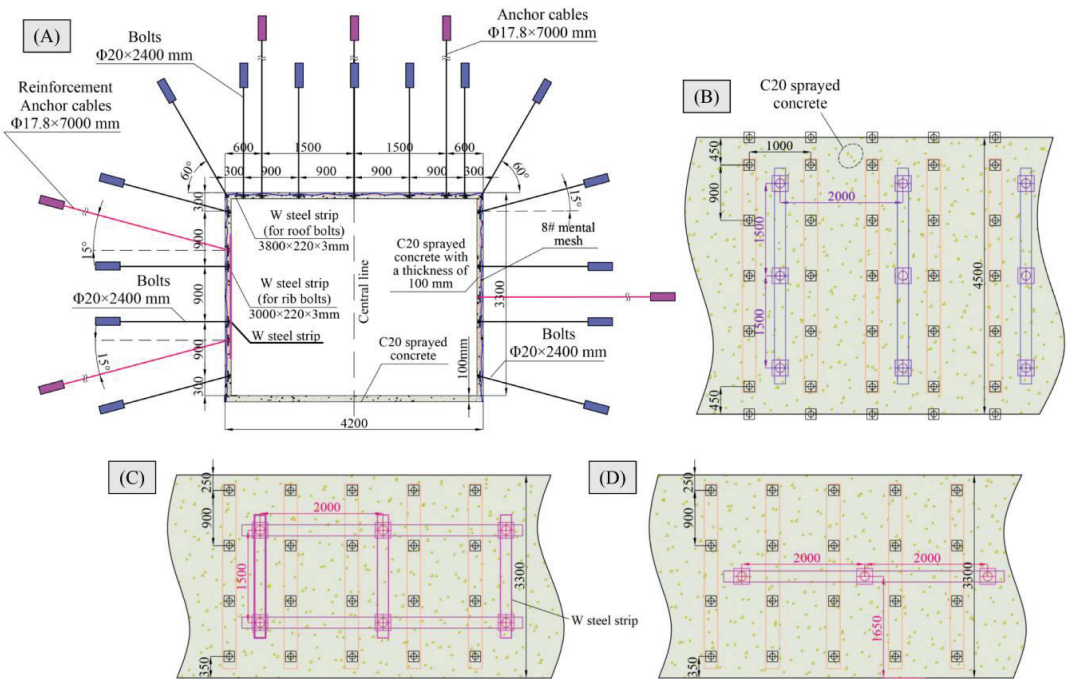 (A)
Bolts
Φ20×2400 mm
Anchor cables
Φ17.8×7000 mm
Reinforcement
Anchor cables
Φ17.8×7000 mm
600
1500
1500
600
60°
300
900
900
900
900
300
60°
300
900
900
900
300
15°
15°
15°
W steel strip
(for roof bolts)
3800×220×3mm
C20 sprayed
concrete with
a thickness of
100 mm
8# mental
mesh
Bolts
Φ20×2400 mm
W steel strip
(for rib bolts)
3000×220×3mm
W steel strip
Central line
3300
C20 sprayed
concrete
100mm
Bolts
Φ20×2400 mm
4200
(B)
C20 sprayed
concrete
450
1000
900
2000
1500
1500
4500
450
(C)
250
900
2000
1500
3300
350
W steel strip
(D)
250
900
2000
2000
3300
1650
350